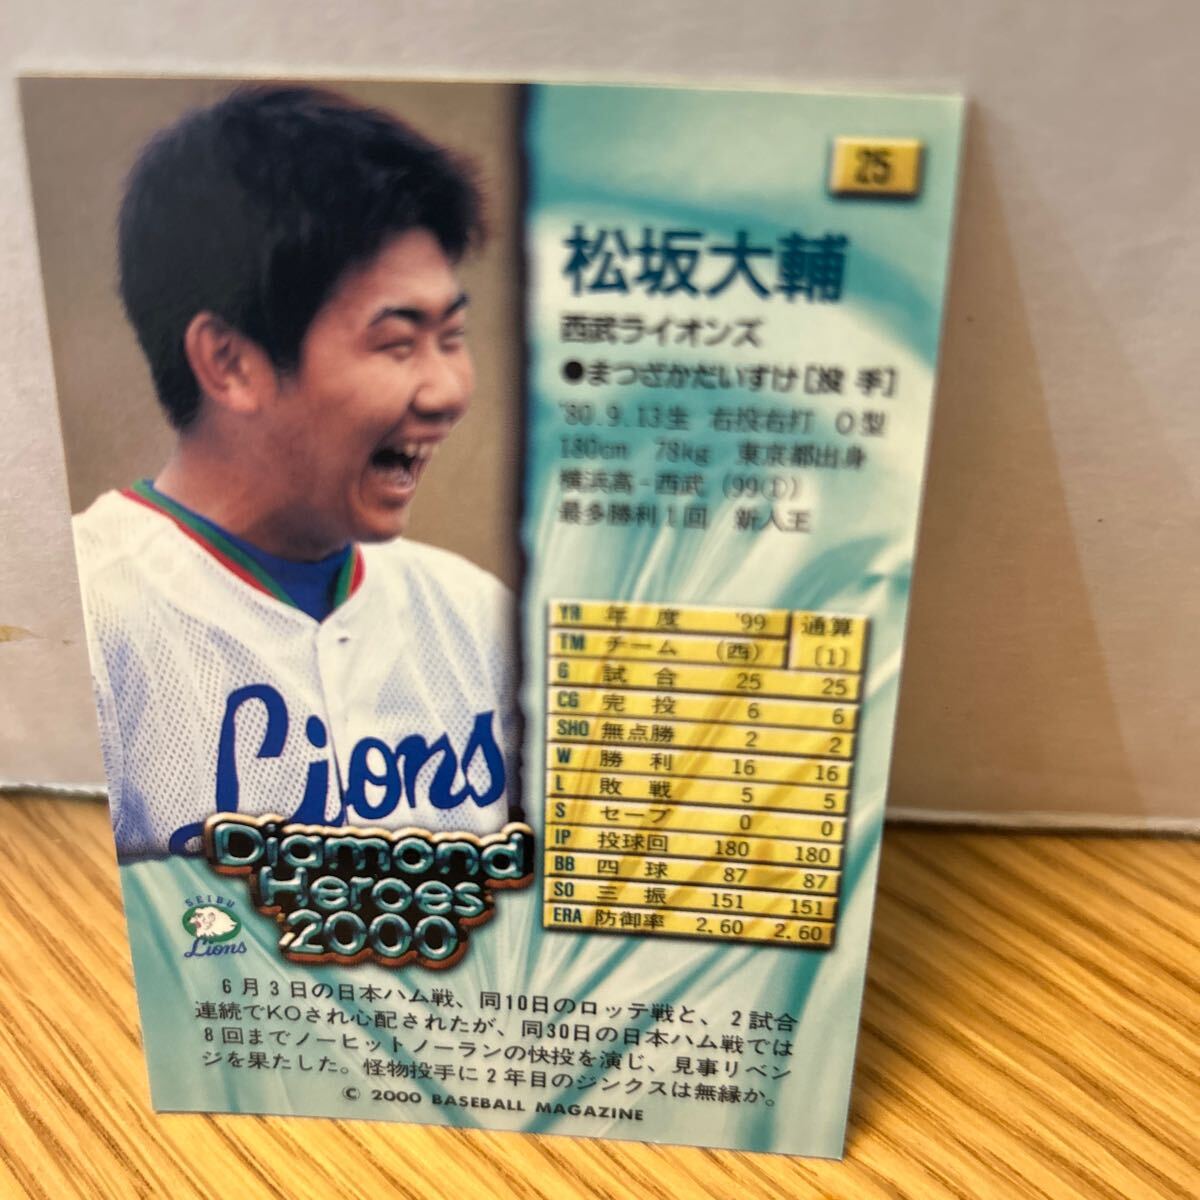 25
松坂大輔
西武ライオンズ
●まつざかだいすけ[投 手]
'80.9.13生 右投右打 O型
180cm 78kg 東京都出身
横浜高-西武 (99①)
最多勝利1回 新人王
YR 年度 '99 通算
TM チーム (西) (1)
G 試合 25 25
CG 完投 6 6
SHO 無点勝 2 2
W 勝利 16 16
L 敗戦 5 5
S セーブ 0 0
IP 投球回 180 180
BB 四球 87 87
SO 三振 151 151
ERA 防御率 2.60 2.60
Lions
Diamond
Heroes
2000
SEIBU
Lions
6月3日の日本ハム戦、同10日のロッテ戦と、2試合
連続でKOされ心配されたが、同30日の日本ハム戦では
8回までノーヒットノーランの快投を演じ、見事リベン
ジを果たした。怪物投手に2年目のジンクスは無縁か。
© 2000 BASEBALL MAGAZINE